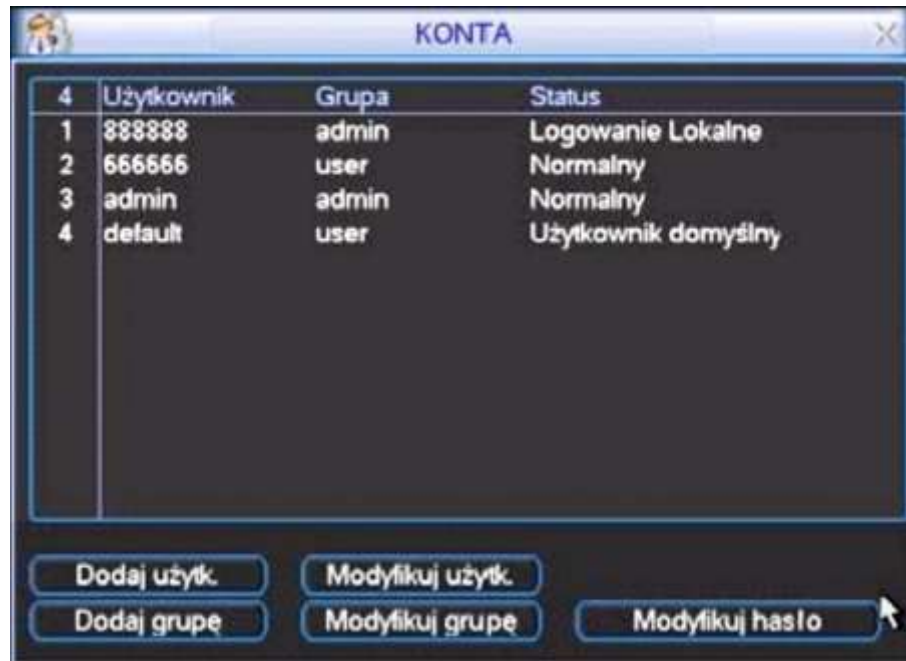 KONTA
4 Użytkownik Grupa Status
1 888888 admin Logowanie Lokalne
2 666666 user Normalny
3 admin admin Normalny
4 default user Użytkownik domyślny
Dodaj użytk. Modyfikuj użytk.
Dodaj grupę Modyfikuj grupę Modyfikuj hasło